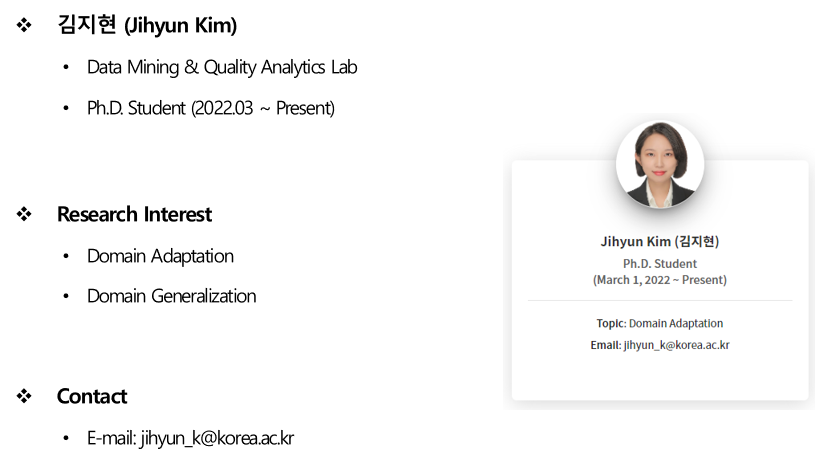 ❖ 김지현 (Jihyun Kim)
• Data Mining & Quality Analytics Lab
• Ph.D. Student (2022.03 ~ Present)
❖ Research Interest
• Domain Adaptation
• Domain Generalization
❖ Contact
• E-mail: jihyun_k@korea.ac.kr
Jihyun Kim (김지현)
Ph.D. Student
(March 1, 2022 ~ Present)
Topic: Domain Adaptation
Email: jihyun_k@korea.ac.kr